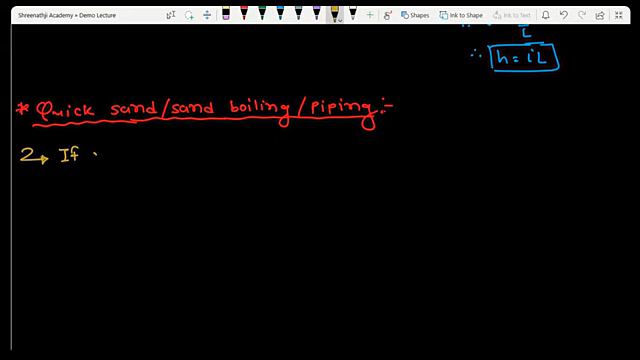 Shreenathji Academy » Demo Lecture
Shapes Ink to Shape Ink to Text
L
∴ h = iL
* Quick sand/sand boiling/piping :-
2→ If